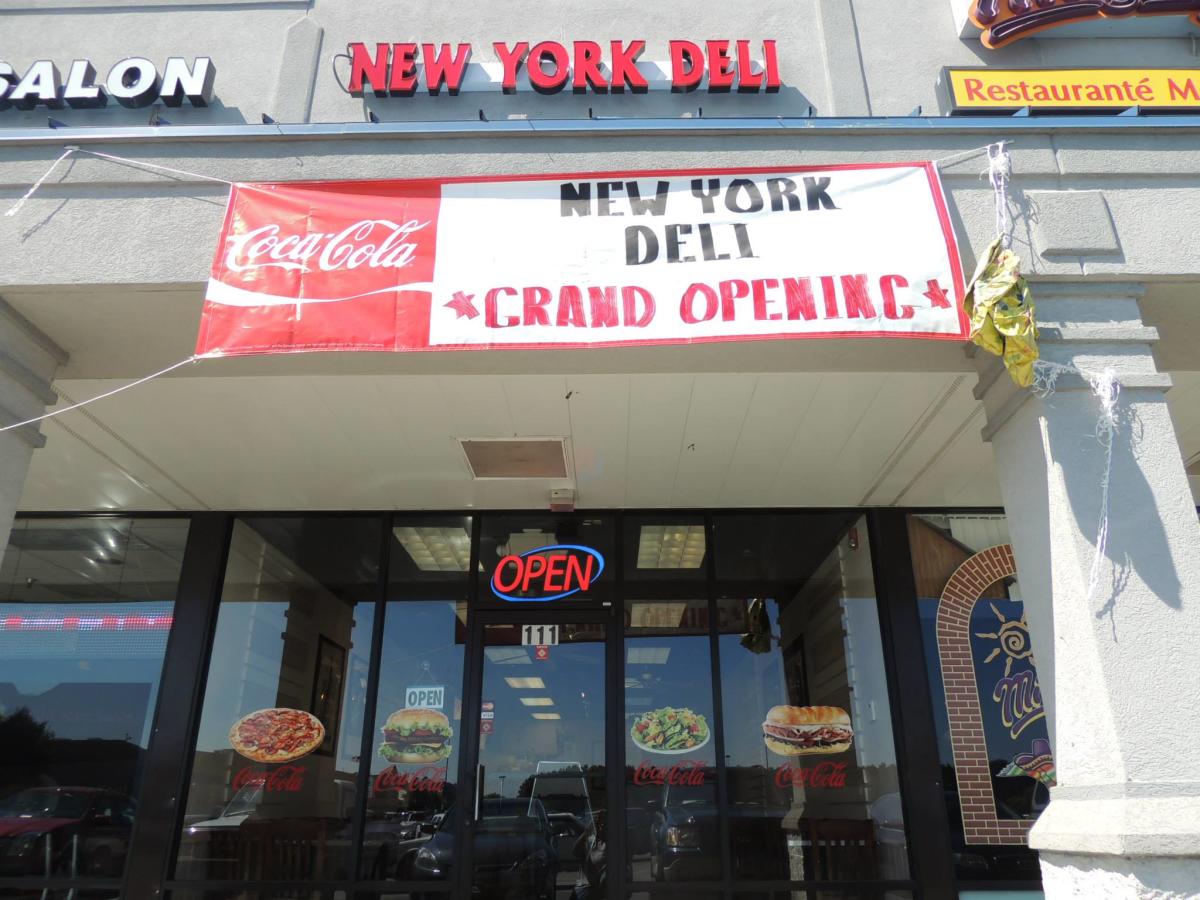 SALON
NEW YORK DELI
Restauranté M
Coca-Cola
NEW YORK
DELI
GRAND OPENING
OPEN
111
OPEN
Coca-Cola
Coca-Cola
Coca-Cola
Coca-Cola